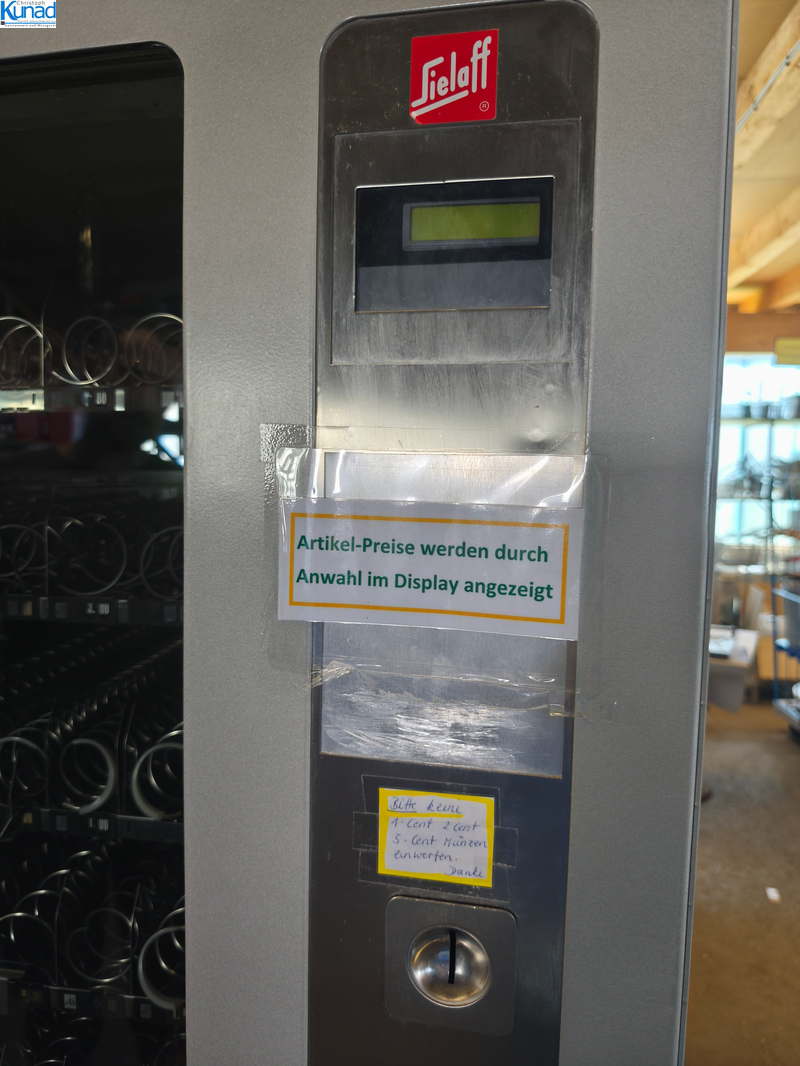 Christoph
Kunad
Sielaff
®
Artikel-Preise werden durch
Anwahl im Display angezeigt
Bitte keine
1-Cent 2 Cent
5-Cent Münzen
einwerfen.
Danke